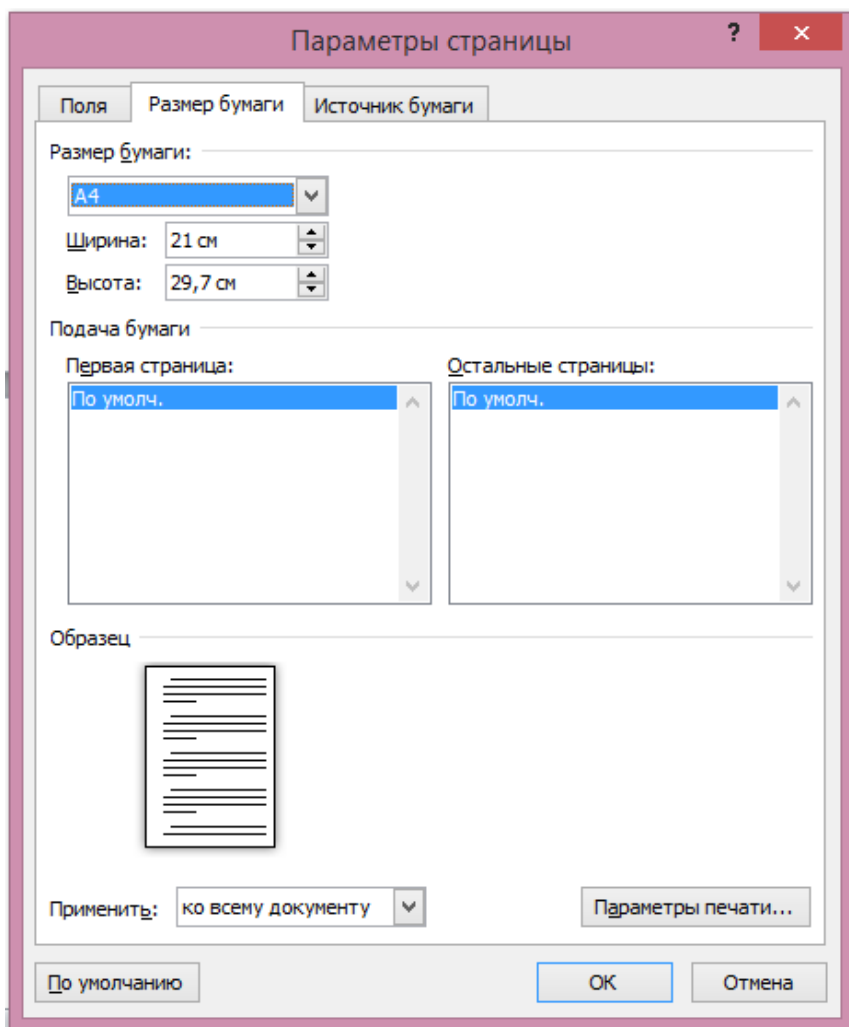 Параметры страницы ?
Поля Размер бумаги Источник бумаги
Размер бумаги:
A4
Ширина: 21 см
Высота: 29,7 см
Подача бумаги
Первая страница: Остальные страницы:
По умолч. По умолч.
Образец
Применить: ко всему документу Параметры печати...
По умолчанию ОК Отмена